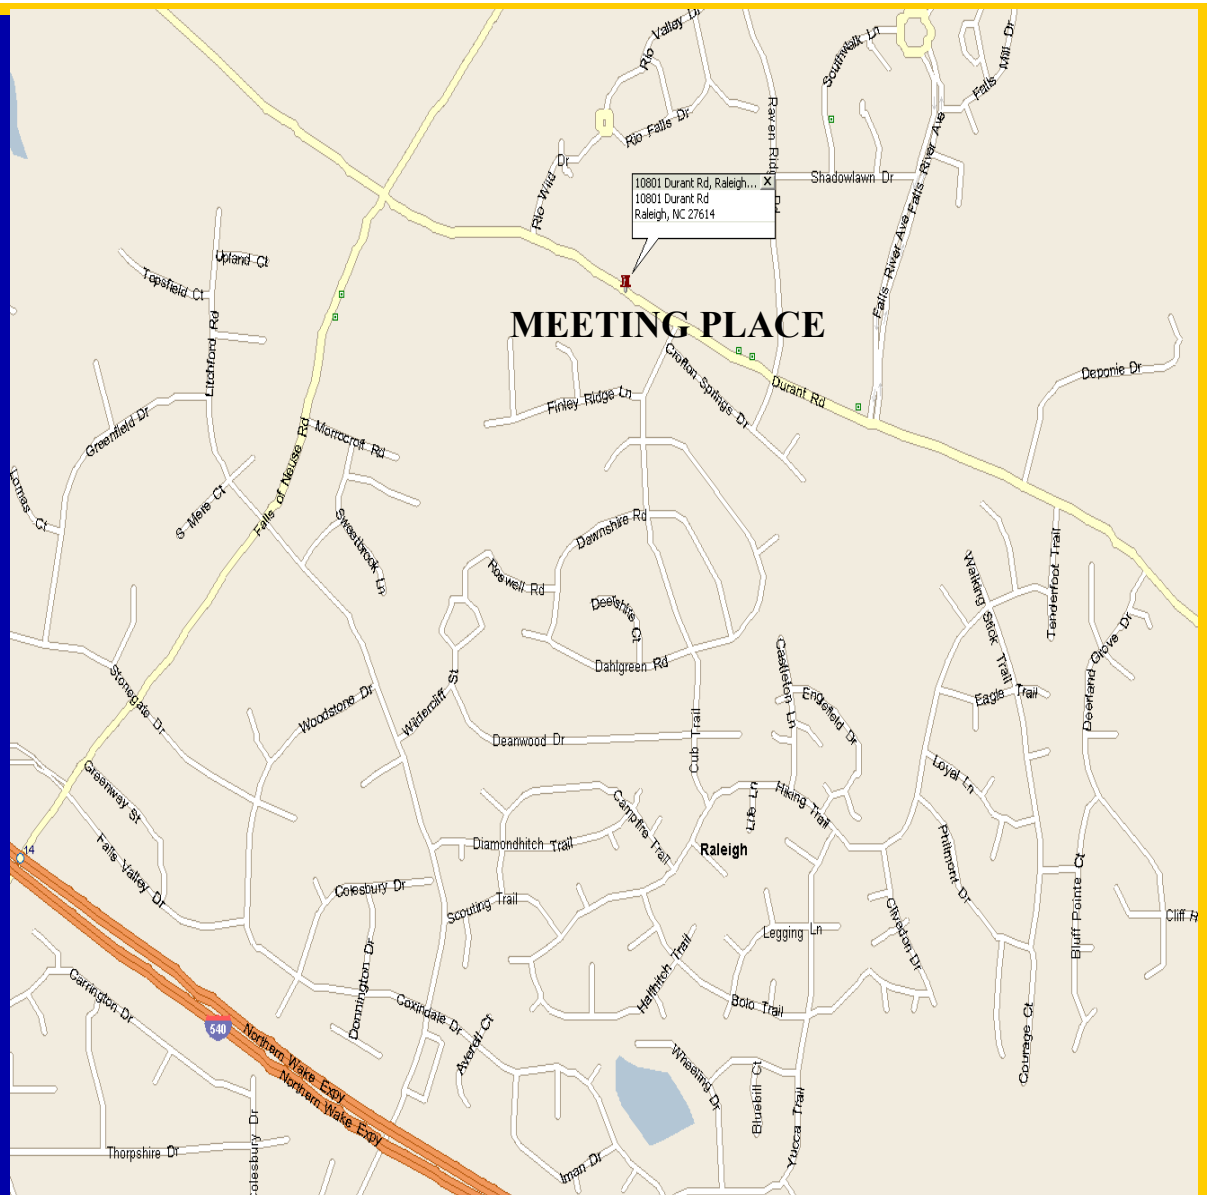 Rio Valley Dr
Southwalk Ln
Falls Mill Dr
Rio Falls Dr
Raven Ridge Rd
Falls River Ave
Rio Wild Dr
Shadowlawn Dr
10801 Durant Rd, Raleigh... X
10801 Durant Rd
Raleigh, NC 27614
Falls River Ave
Upland Ct
Topsfield Ct
MEETING PLACE
Litchford Rd
Crofton Springs Dr
Durant Rd
Deponie Dr
Finley Ridge Ln
Greenfield Dr
Morrocroft Rd
Falls of Neuse Rd
Lomas Ct
S Mere Ct
Sweetbrook Ln
Dawnshire Rd
Roswell Rd
Deelshire Ct
Dahlgreen Rd
Walking Stick Trail
Tenderfoot Trail
Deerland Grove Dr
Castleton Ln
Englefield Dr
Eagle Trail
Stonegate Dr
Woodstone Dr
Wildercliff St
Deanwood Dr
Cub Trail
Loyal Ln
Greenway St
Hiking Trail
Life Ln
Campfire Trail
Diamondhitch Trail
Raleigh
14
Falls Valley Dr
Philmont Dr
Colesbury Dr
Scouting Trail
Bluff Pointe Ct
Cliff H
Clivedon Dr
Legging Ln
Halfhitch Trail
Donnington Dr
Carrington Dr
Coxindale Dr
Bolo Trail
540
Northern Wake Expy
Northern Wake Expy
Averell Ct
Courage Ct
Wheeling Dr
Bluebill Ct
Yucca Trail
Thorpshire Dr
olesbury Dr
Iman Dr